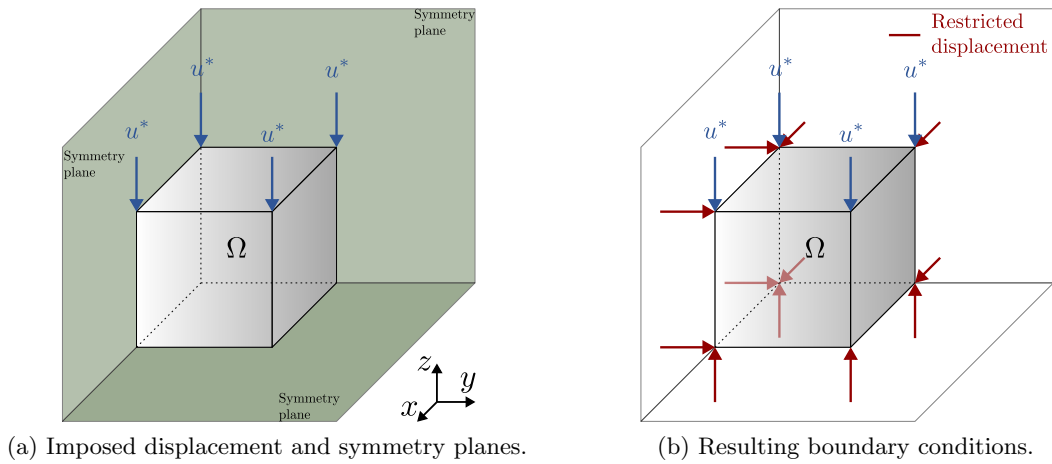 Symmetry
plane
u*
u*
u*
u*
Symmetry
plane
Ω
Symmetry
plane
z
y
x
(a) Imposed displacement and symmetry planes.
Restricted
displacement
u*
u*
u*
u*
Ω
(b) Resulting boundary conditions.